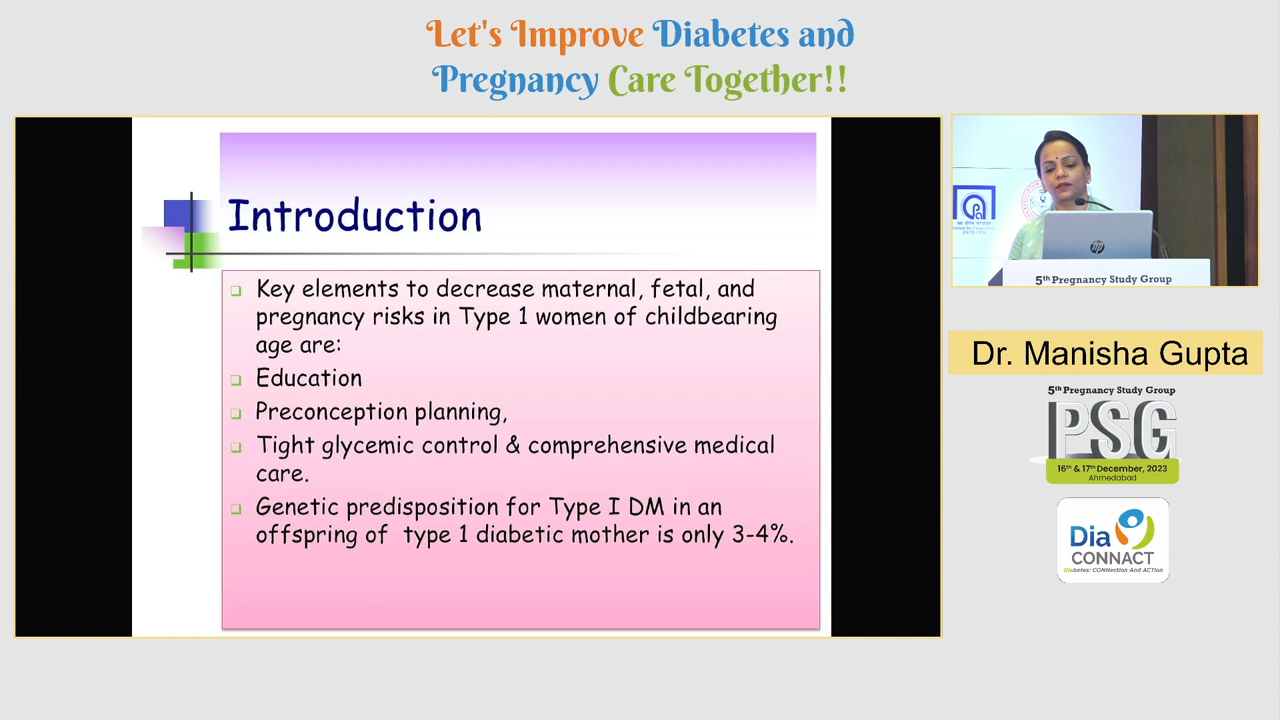 Let's Improve Diabetes and
Pregnancy Care Together!!
Introduction
Key elements to decrease maternal, fetal, and
pregnancy risks in Type 1 women of childbearing
age are:
Education
Preconception planning,
Tight glycemic control & comprehensive medical
care.
Genetic predisposition for Type I DM in an
offspring of type 1 diabetic mother is only 3-4%.
hp
5th Pregnancy Study Group
Dr. Manisha Gupta
5th Pregnancy Study Group
PSG
16th & 17th December, 2023
Ahmedabad
Dia
CONNACT
Diabetes: CONNection And ACTion